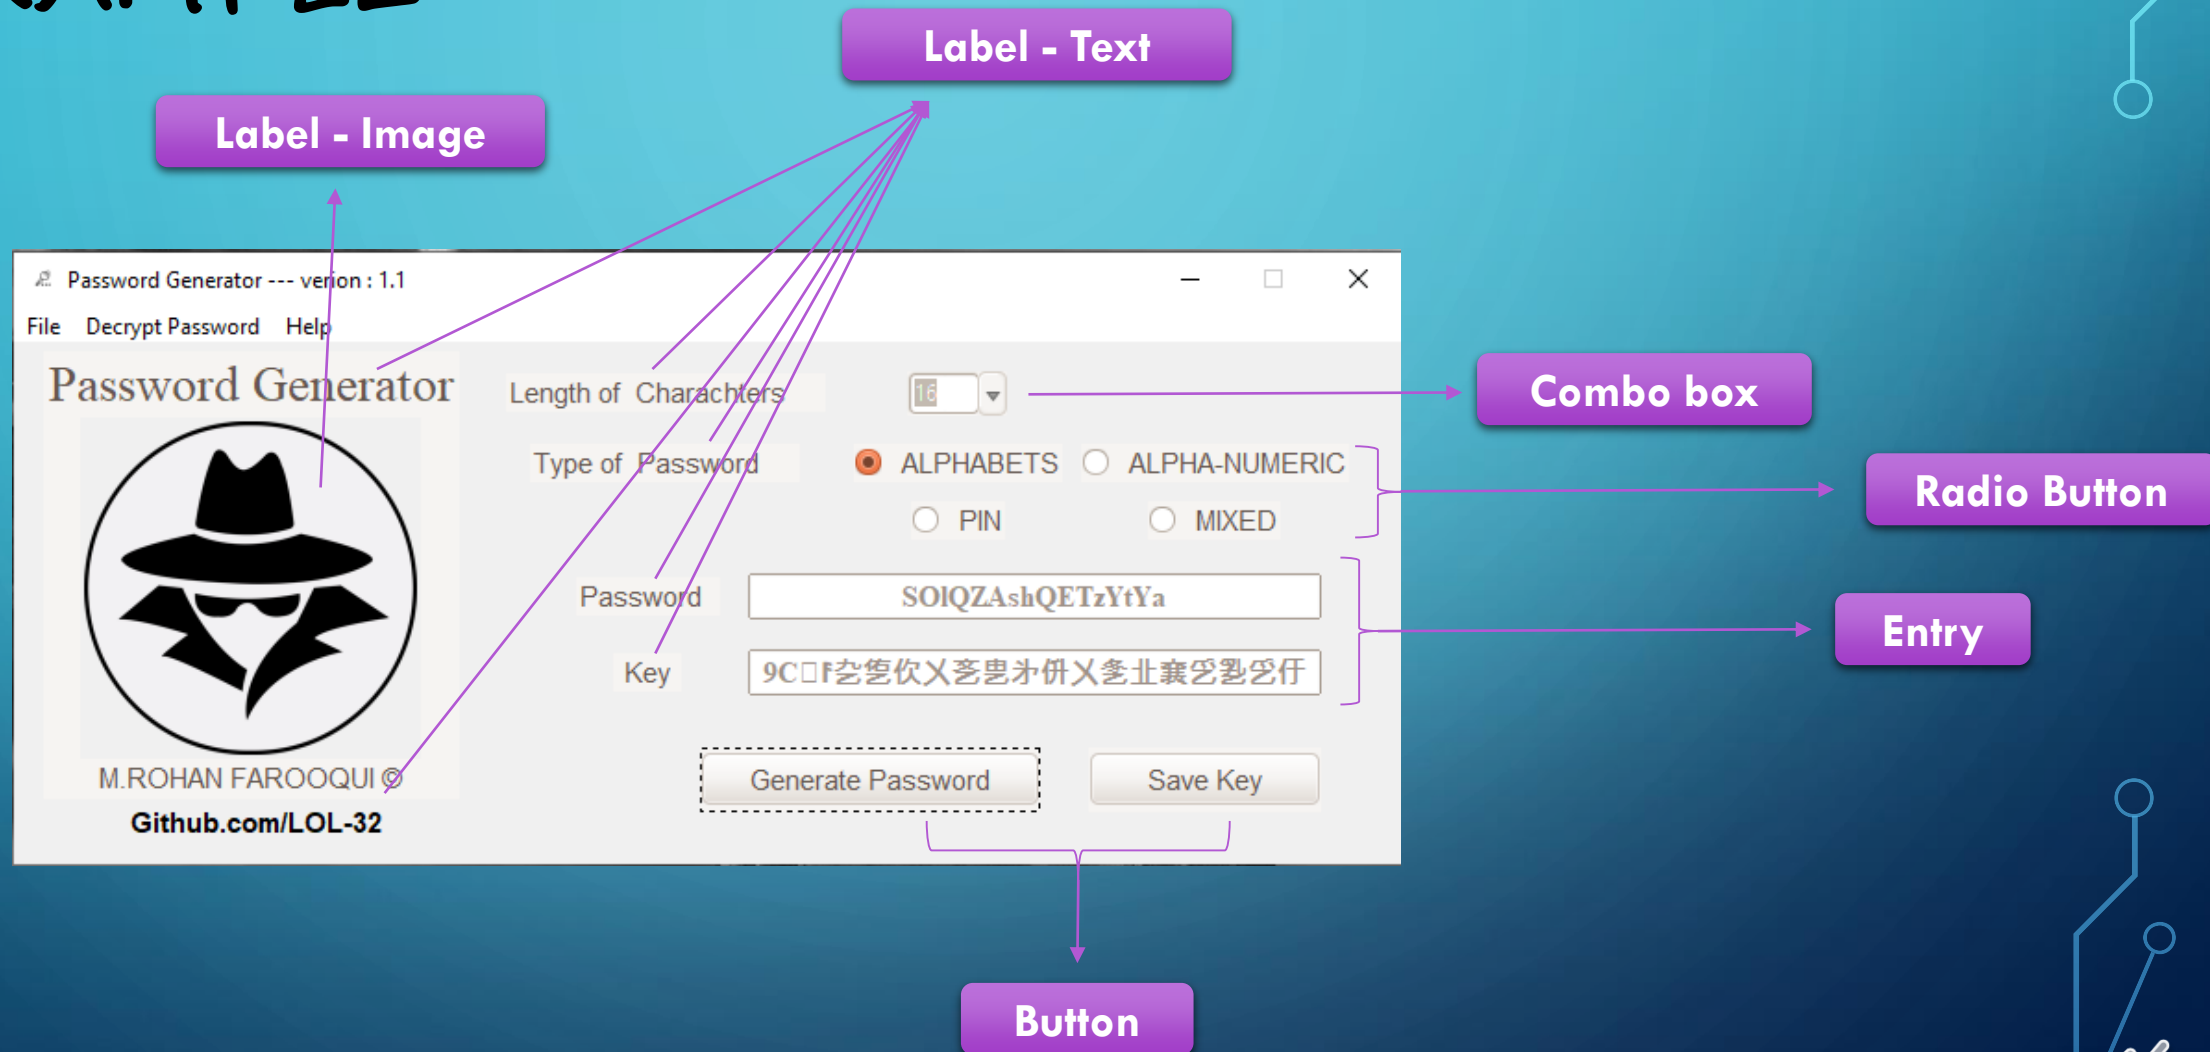 Label - Text
Label - Image
Password Generator --- verion : 1.1
File Decrypt Password Help
Password Generator
Length of Charachters
16
Combo box
Type of Password
ALPHABETS
ALPHA-NUMERIC
Radio Button
PIN
MIXED
Password
SOlQZAshQETzYtYa
Entry
Key
M.ROHAN FAROOQUI ©
Generate Password
Save Key
Github.com/LOL-32
Button